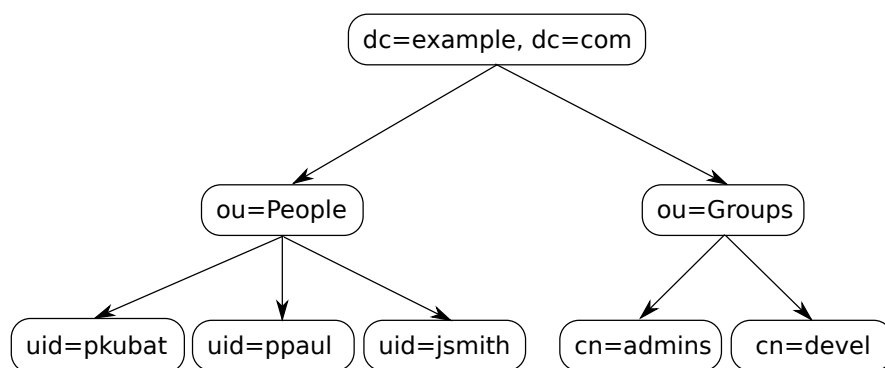 dc=example, dc=com
ou=People
ou=Groups
uid=pkubat
uid=ppaul
uid=jsmith
cn=admins
cn=devel